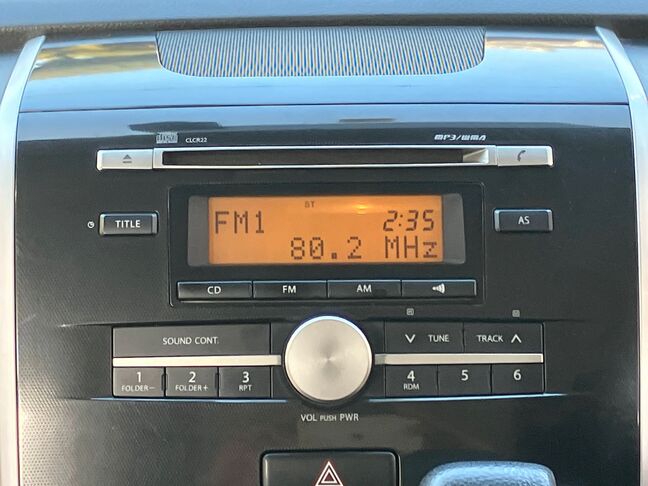 CLCR22
MP3/WMA
ST
TITLE
FM1 2:35
80.2 MHz
AS
CD FM AM
SOUND CONT.
TUNE TRACK
1 2 3
FOLDER− FOLDER+ RPT
4 5 6
RDM
VOL PUSH PWR